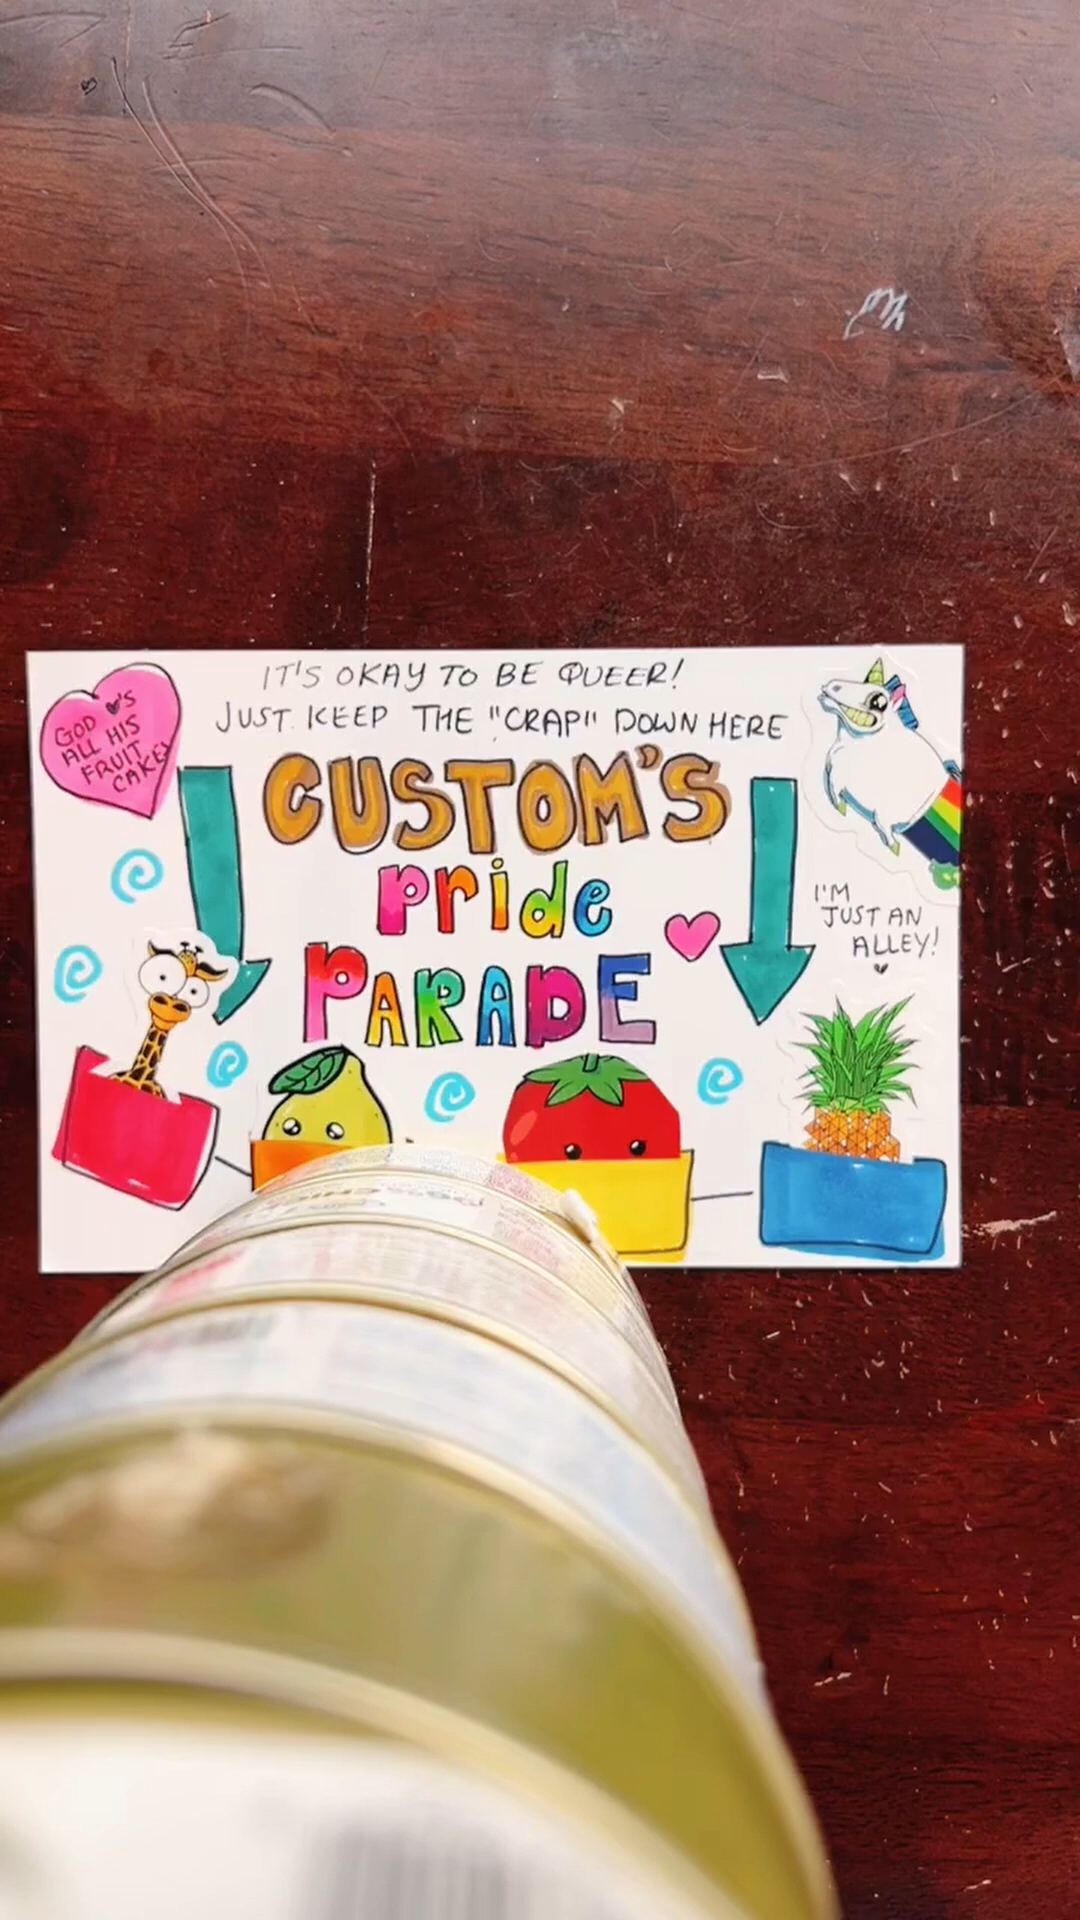 IT'S OKAY TO BE QUEER!
JUST KEEP THE "CRAP" DOWN HERE
GOD ♥'S
ALL HIS
FRUIT
CAKES
CUSTOM'S
pride
PARADE
I'M
JUST AN
ALLEY!